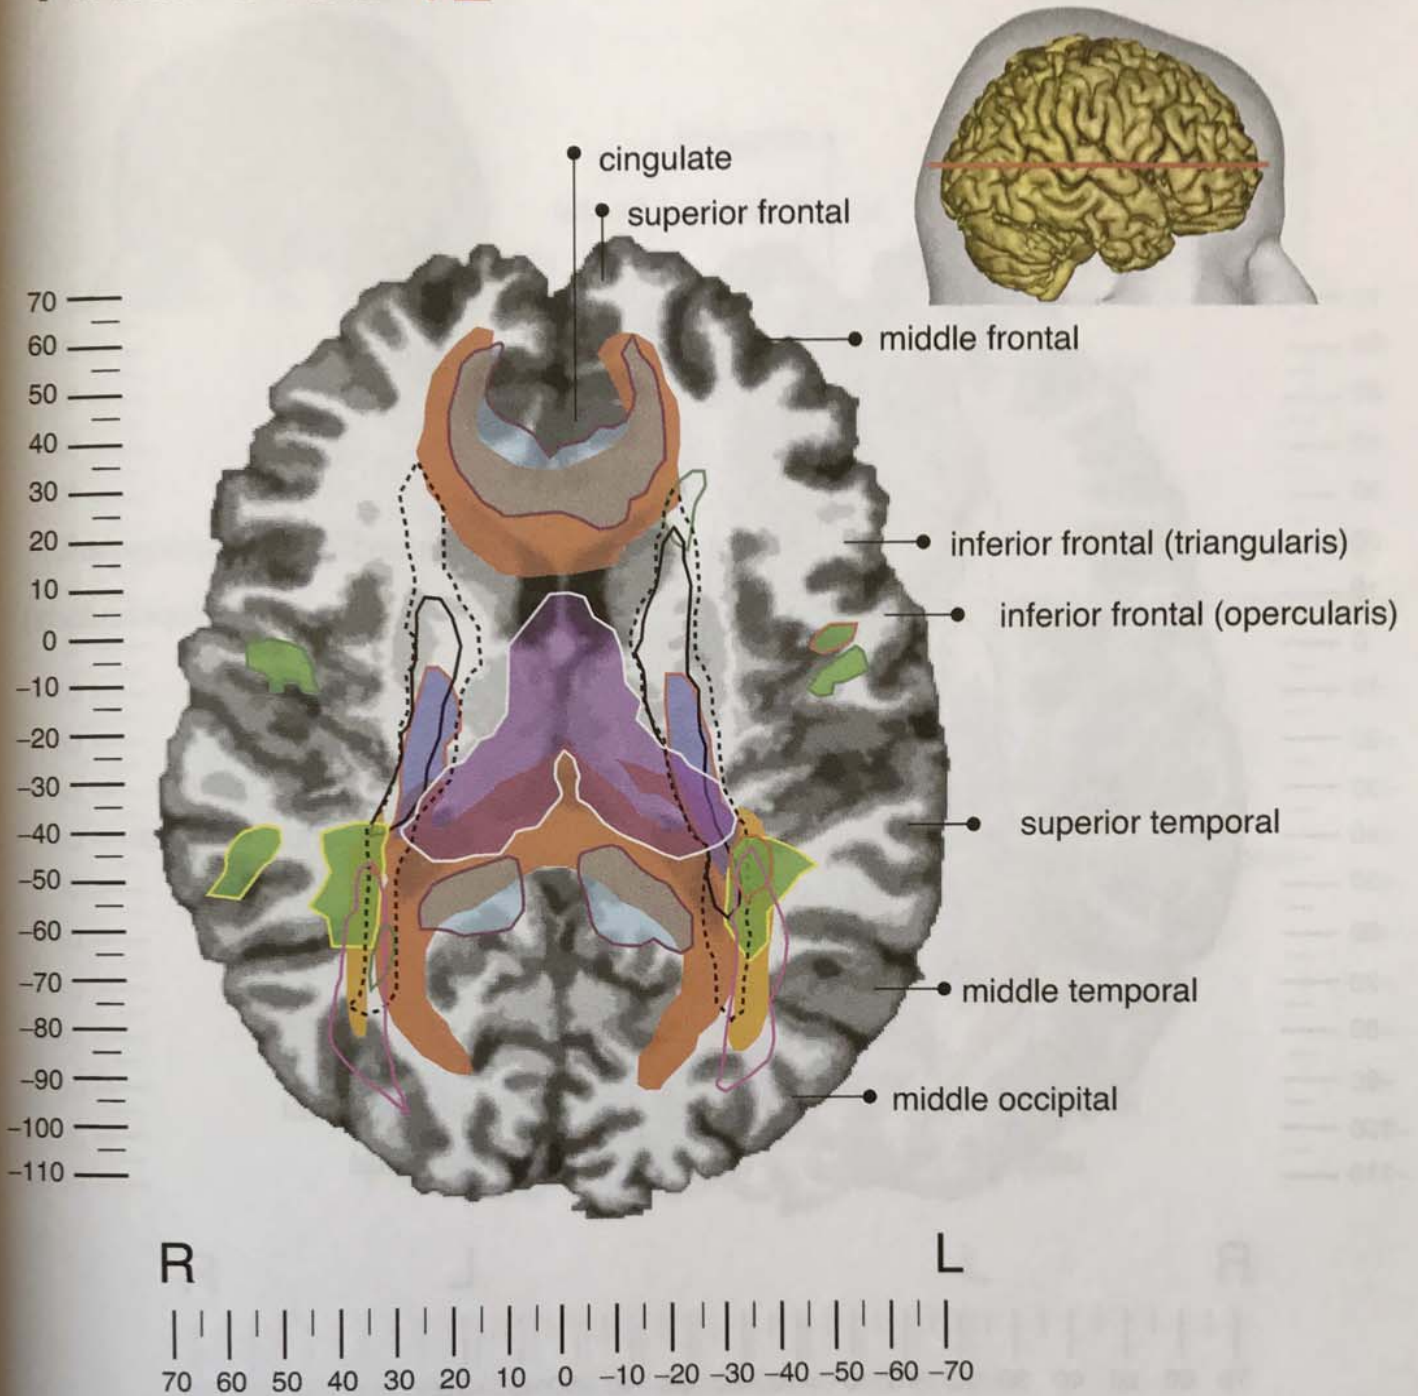 cingulate
superior frontal
middle frontal
inferior frontal (triangularis)
inferior frontal (opercularis)
superior temporal
middle temporal
middle occipital
70
60
50
40
30
20
10
0
–10
–20
–30
–40
–50
–60
–70
–80
–90
–100
–110
R L
70 60 50 40 30 20 10 0 –10 –20 –30 –40 –50 –60 –70